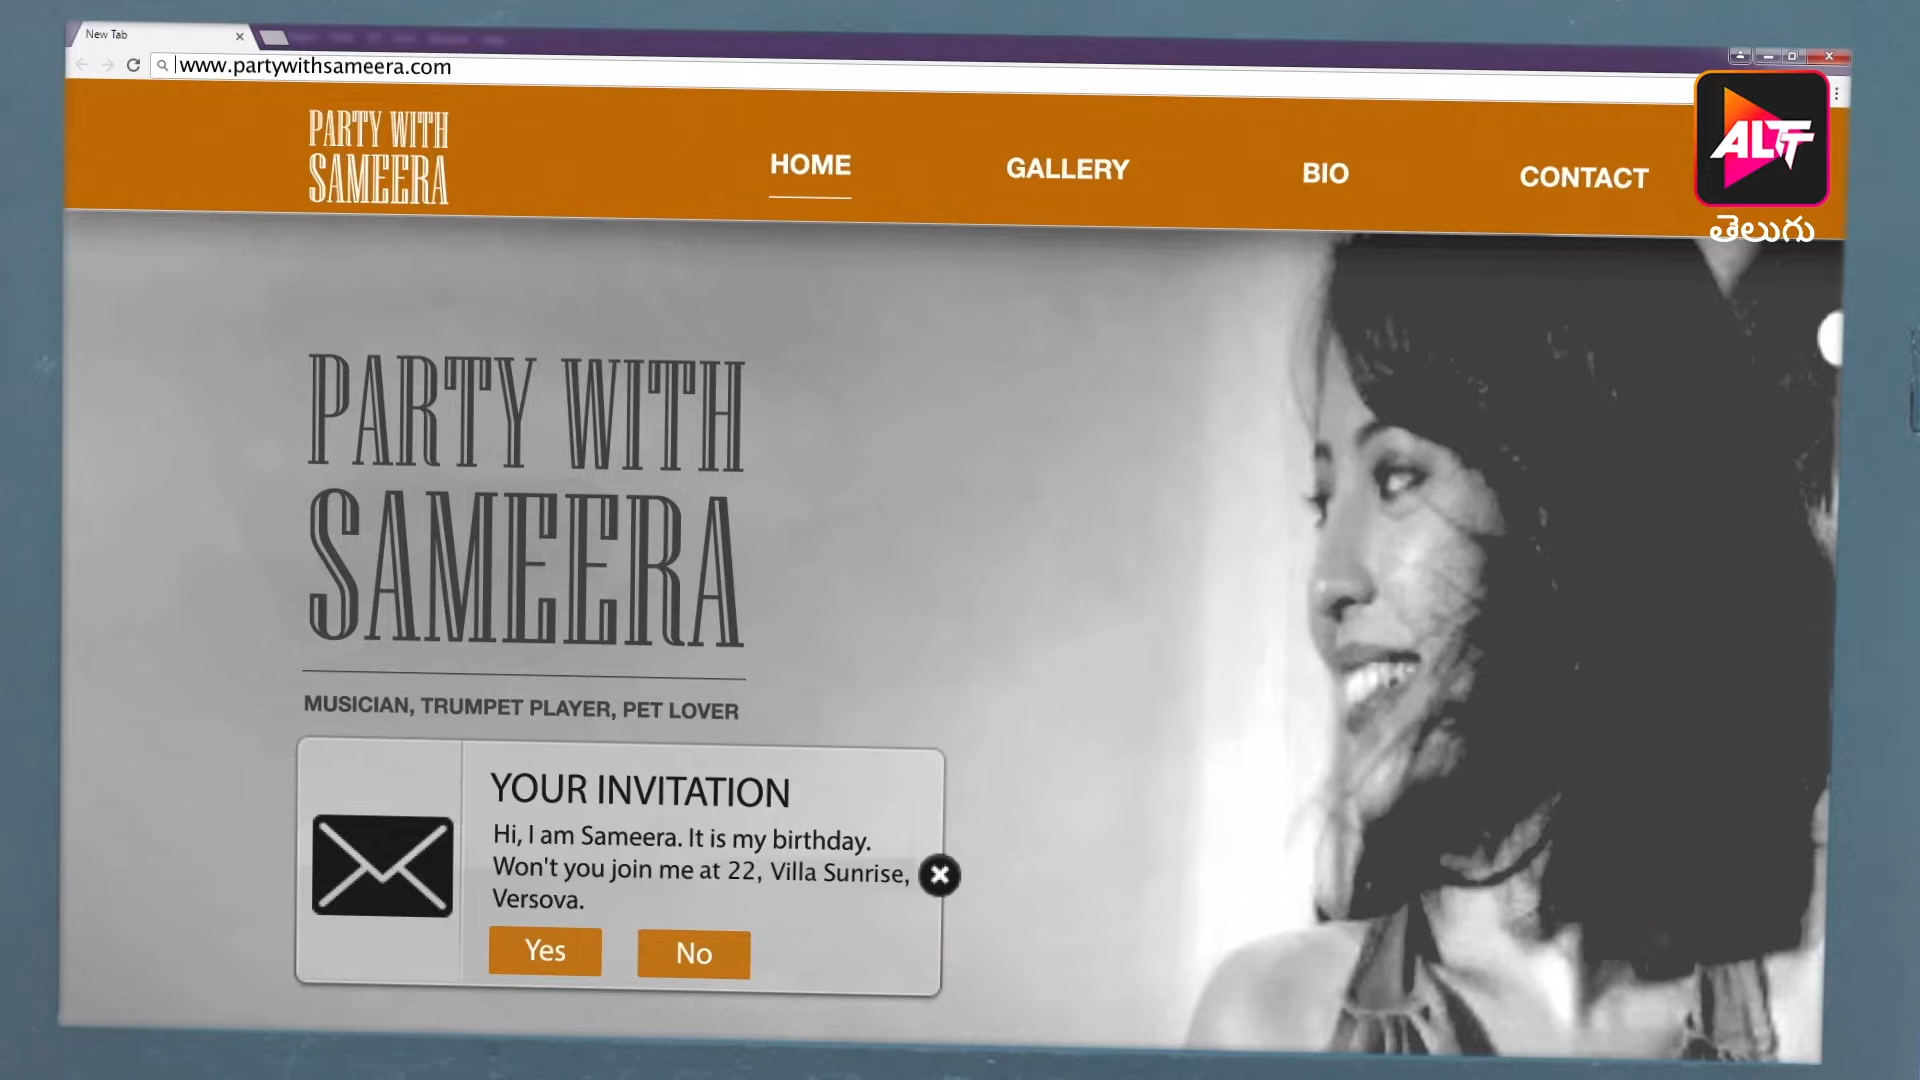 New Tab
www.partywithsameera.com
PARTY WITH
SAMEERA
HOME
GALLERY
BIO
CONTACT
ALTT
తెలుగు
PARTY WITH
SAMEERA
MUSICIAN, TRUMPET PLAYER, PET LOVER
YOUR INVITATION
Hi, I am Sameera. It is my birthday.
Won't you join me at 22, Villa Sunrise,
Versova.
Yes
No